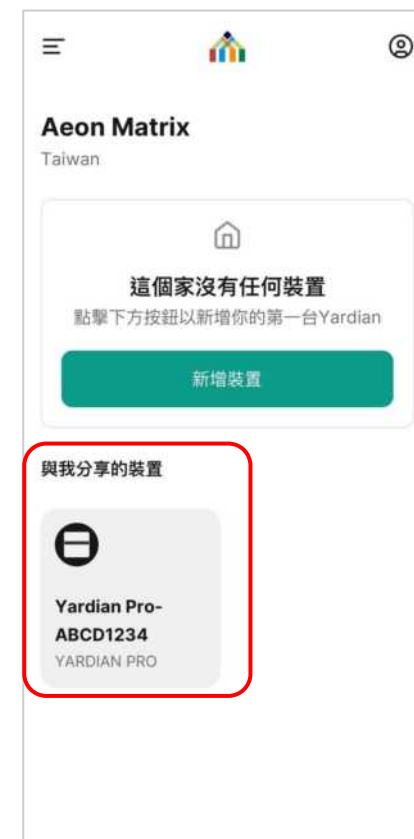 Aeon Matrix
Taiwan
這個家沒有任何裝置
點擊下方按鈕以新增你的第一台Yardian
新增裝置
與我分享的裝置
Yardian Pro-
ABCD1234
YARDIAN PRO